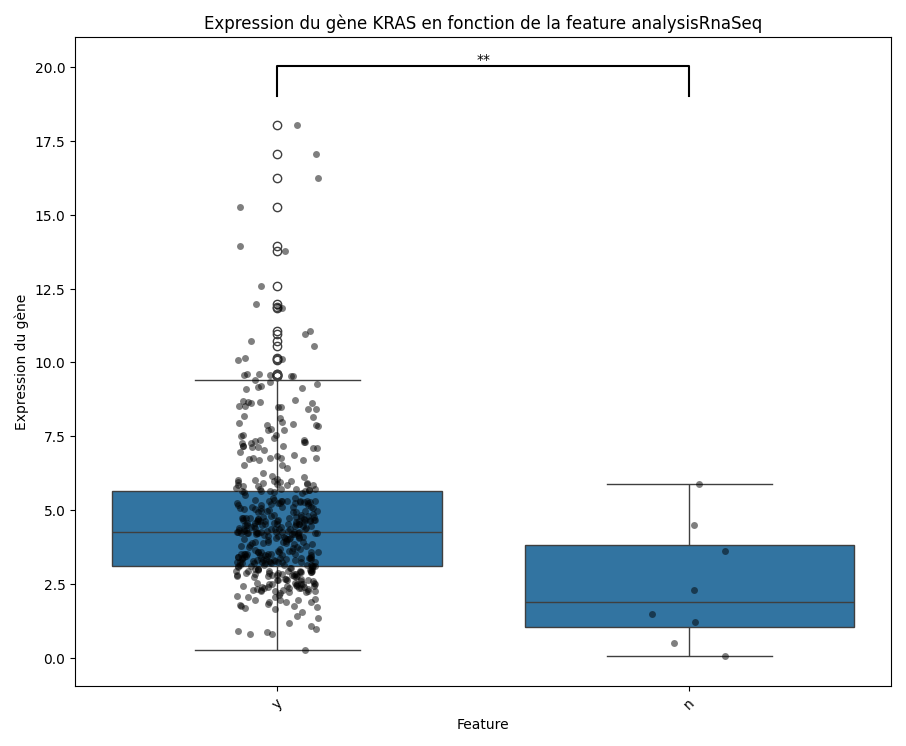 Expression du gène KRAS en fonction de la feature analysisRnaSeq
**
20.0
17.5
15.0
12.5
10.0
7.5
5.0
2.5
0.0
Expression du gène
y
n
Feature